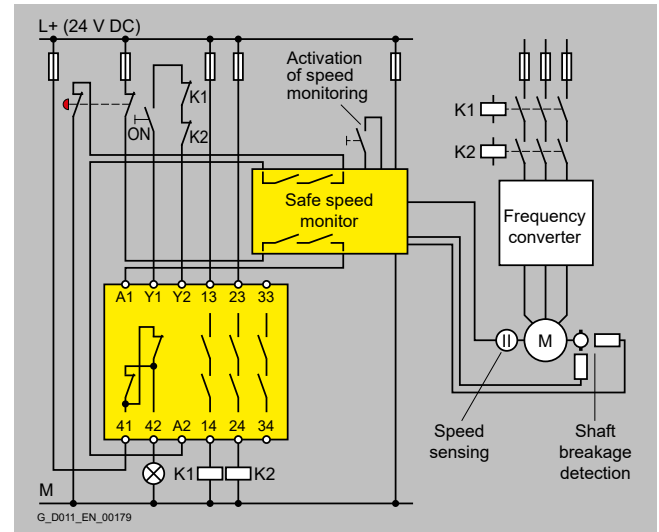 L+ (24 V DC)
Activation
of speed
monitoring
K1
ON
K2
K1
K2
Safe speed
monitor
Frequency
converter
A1 Y1 Y2 13 23 33
M
41 42 A2 14 24 34
Speed
sensing
Shaft
breakage
detection
K1
K2
M
G_D011_EN_00179